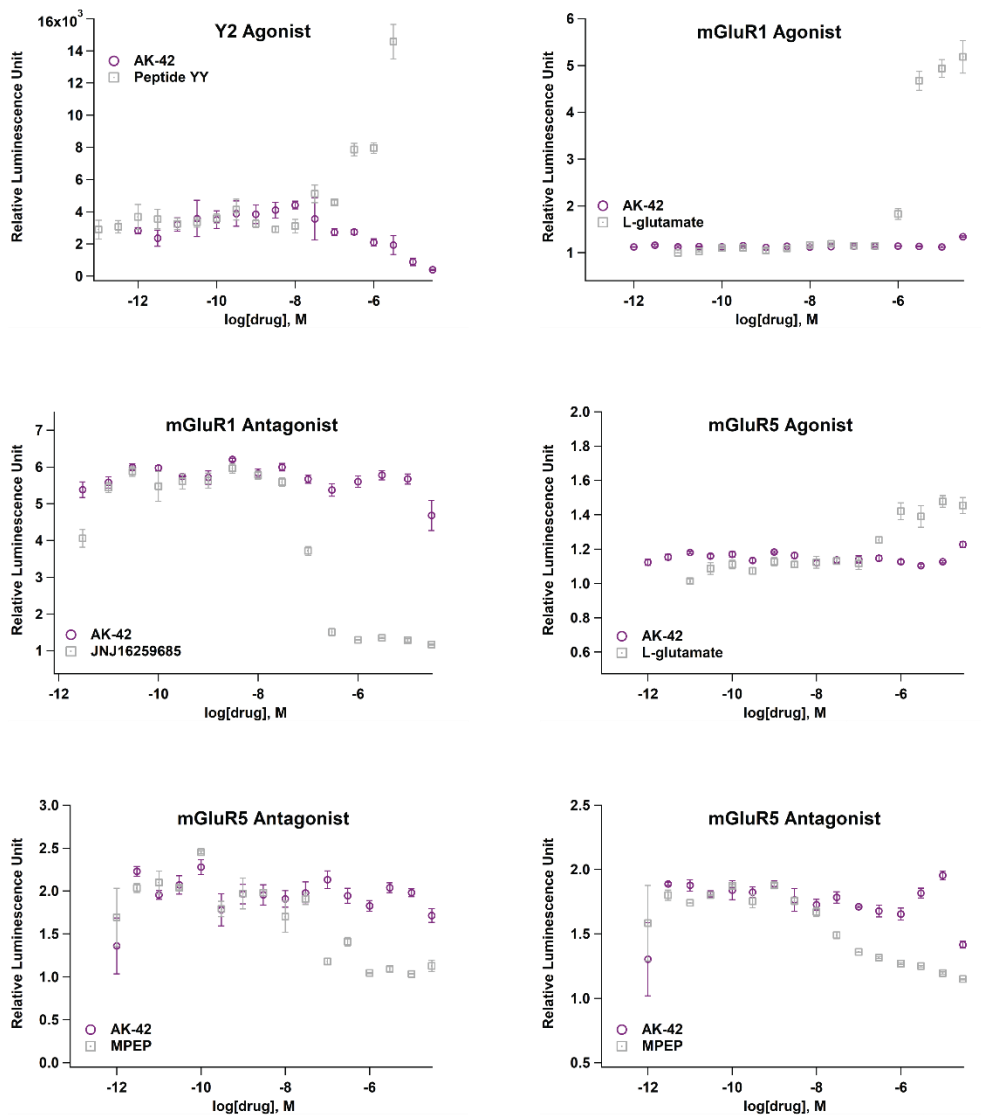 Y2 Agonist
16x10³
14
12
10
8
6
4
2
0
Relative Luminescence Unit
AK-42
Peptide YY
-12
-10
-8
-6
log[drug], M
mGluR1 Agonist
6
5
4
3
2
1
Relative Luminescence Unit
AK-42
L-glutamate
-12
-10
-8
-6
log[drug], M
mGluR1 Antagonist
7
6
5
4
3
2
1
Relative Luminescence Unit
AK-42
JNJ16259685
-12
-10
-8
-6
log[drug], M
mGluR5 Agonist
2.0
1.8
1.6
1.4
1.2
1.0
0.8
0.6
Relative Luminescence Unit
AK-42
L-glutamate
-12
-10
-8
-6
log[drug], M
mGluR5 Antagonist
3.0
2.5
2.0
1.5
1.0
0.5
0.0
Relative Luminescence Unit
AK-42
MPEP
-12
-10
-8
-6
log[drug], M
mGluR5 Antagonist
2.5
2.0
1.5
1.0
0.5
Relative Luminescence Unit
AK-42
MPEP
-12
-10
-8
-6
log[drug], M